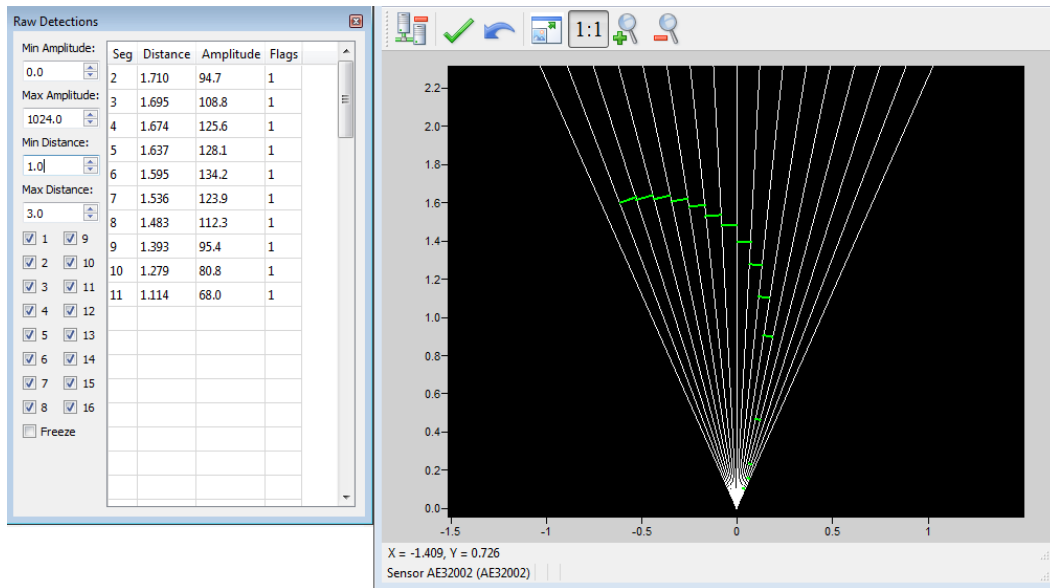 Raw Detections
Min Amplitude:
0.0
Max Amplitude:
1024.0
Min Distance:
1.0
Max Distance:
3.0
1 9
2 10
3 11
4 12
5 13
6 14
7 15
8 16
Freeze
Seg Distance Amplitude Flags
2 1.710 94.7 1
3 1.695 108.8 1
4 1.674 125.6 1
5 1.637 128.1 1
6 1.595 134.2 1
7 1.536 123.9 1
8 1.483 112.3 1
9 1.393 95.4 1
10 1.279 80.8 1
11 1.114 68.0 1
1:1
2.2
2.0
1.8
1.6
1.4
1.2
1.0
0.8
0.6
0.4
0.2
0.0
-1.5 -1 -0.5 0 0.5 1
X = -1.409, Y = 0.726
Sensor AE32002 (AE32002)